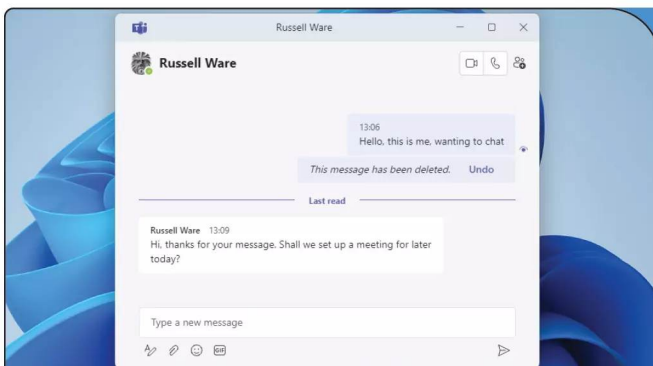 Russell Ware
Russell Ware
13:06
Hello, this is me, wanting to chat
This message has been deleted. Undo
Last read
Russell Ware 13:09
Hi, thanks for your message. Shall we set up a meeting for later
today?
Type a new message
GIF